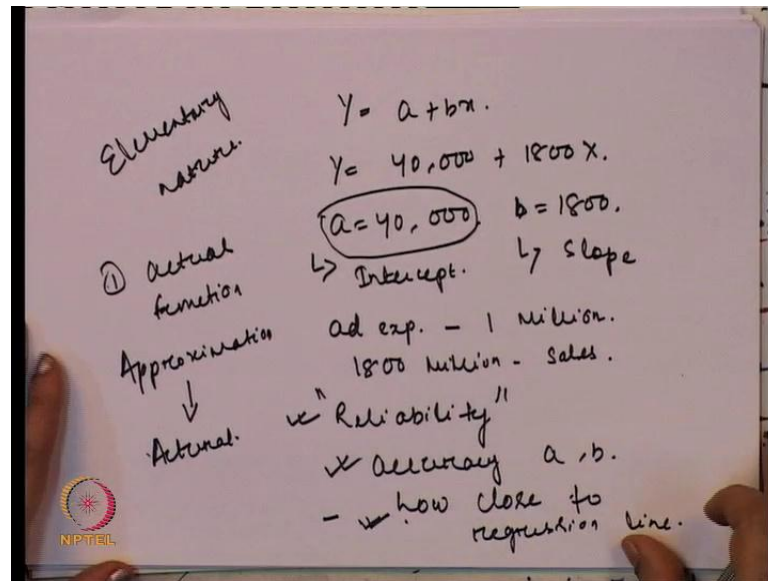 Elementary
nature.
① actual
function
Approximation
↓
Actual.
Y = a + bx.
Y = 40,000 + 1800 X.
a = 40,000. b = 1800.
↳ Intercept. ↳ Slope
ad exp. - 1 Million.
1800 Million - Sales.
"Reliability"
accuracy a, b.
- how close to
regression line.
NPTEL